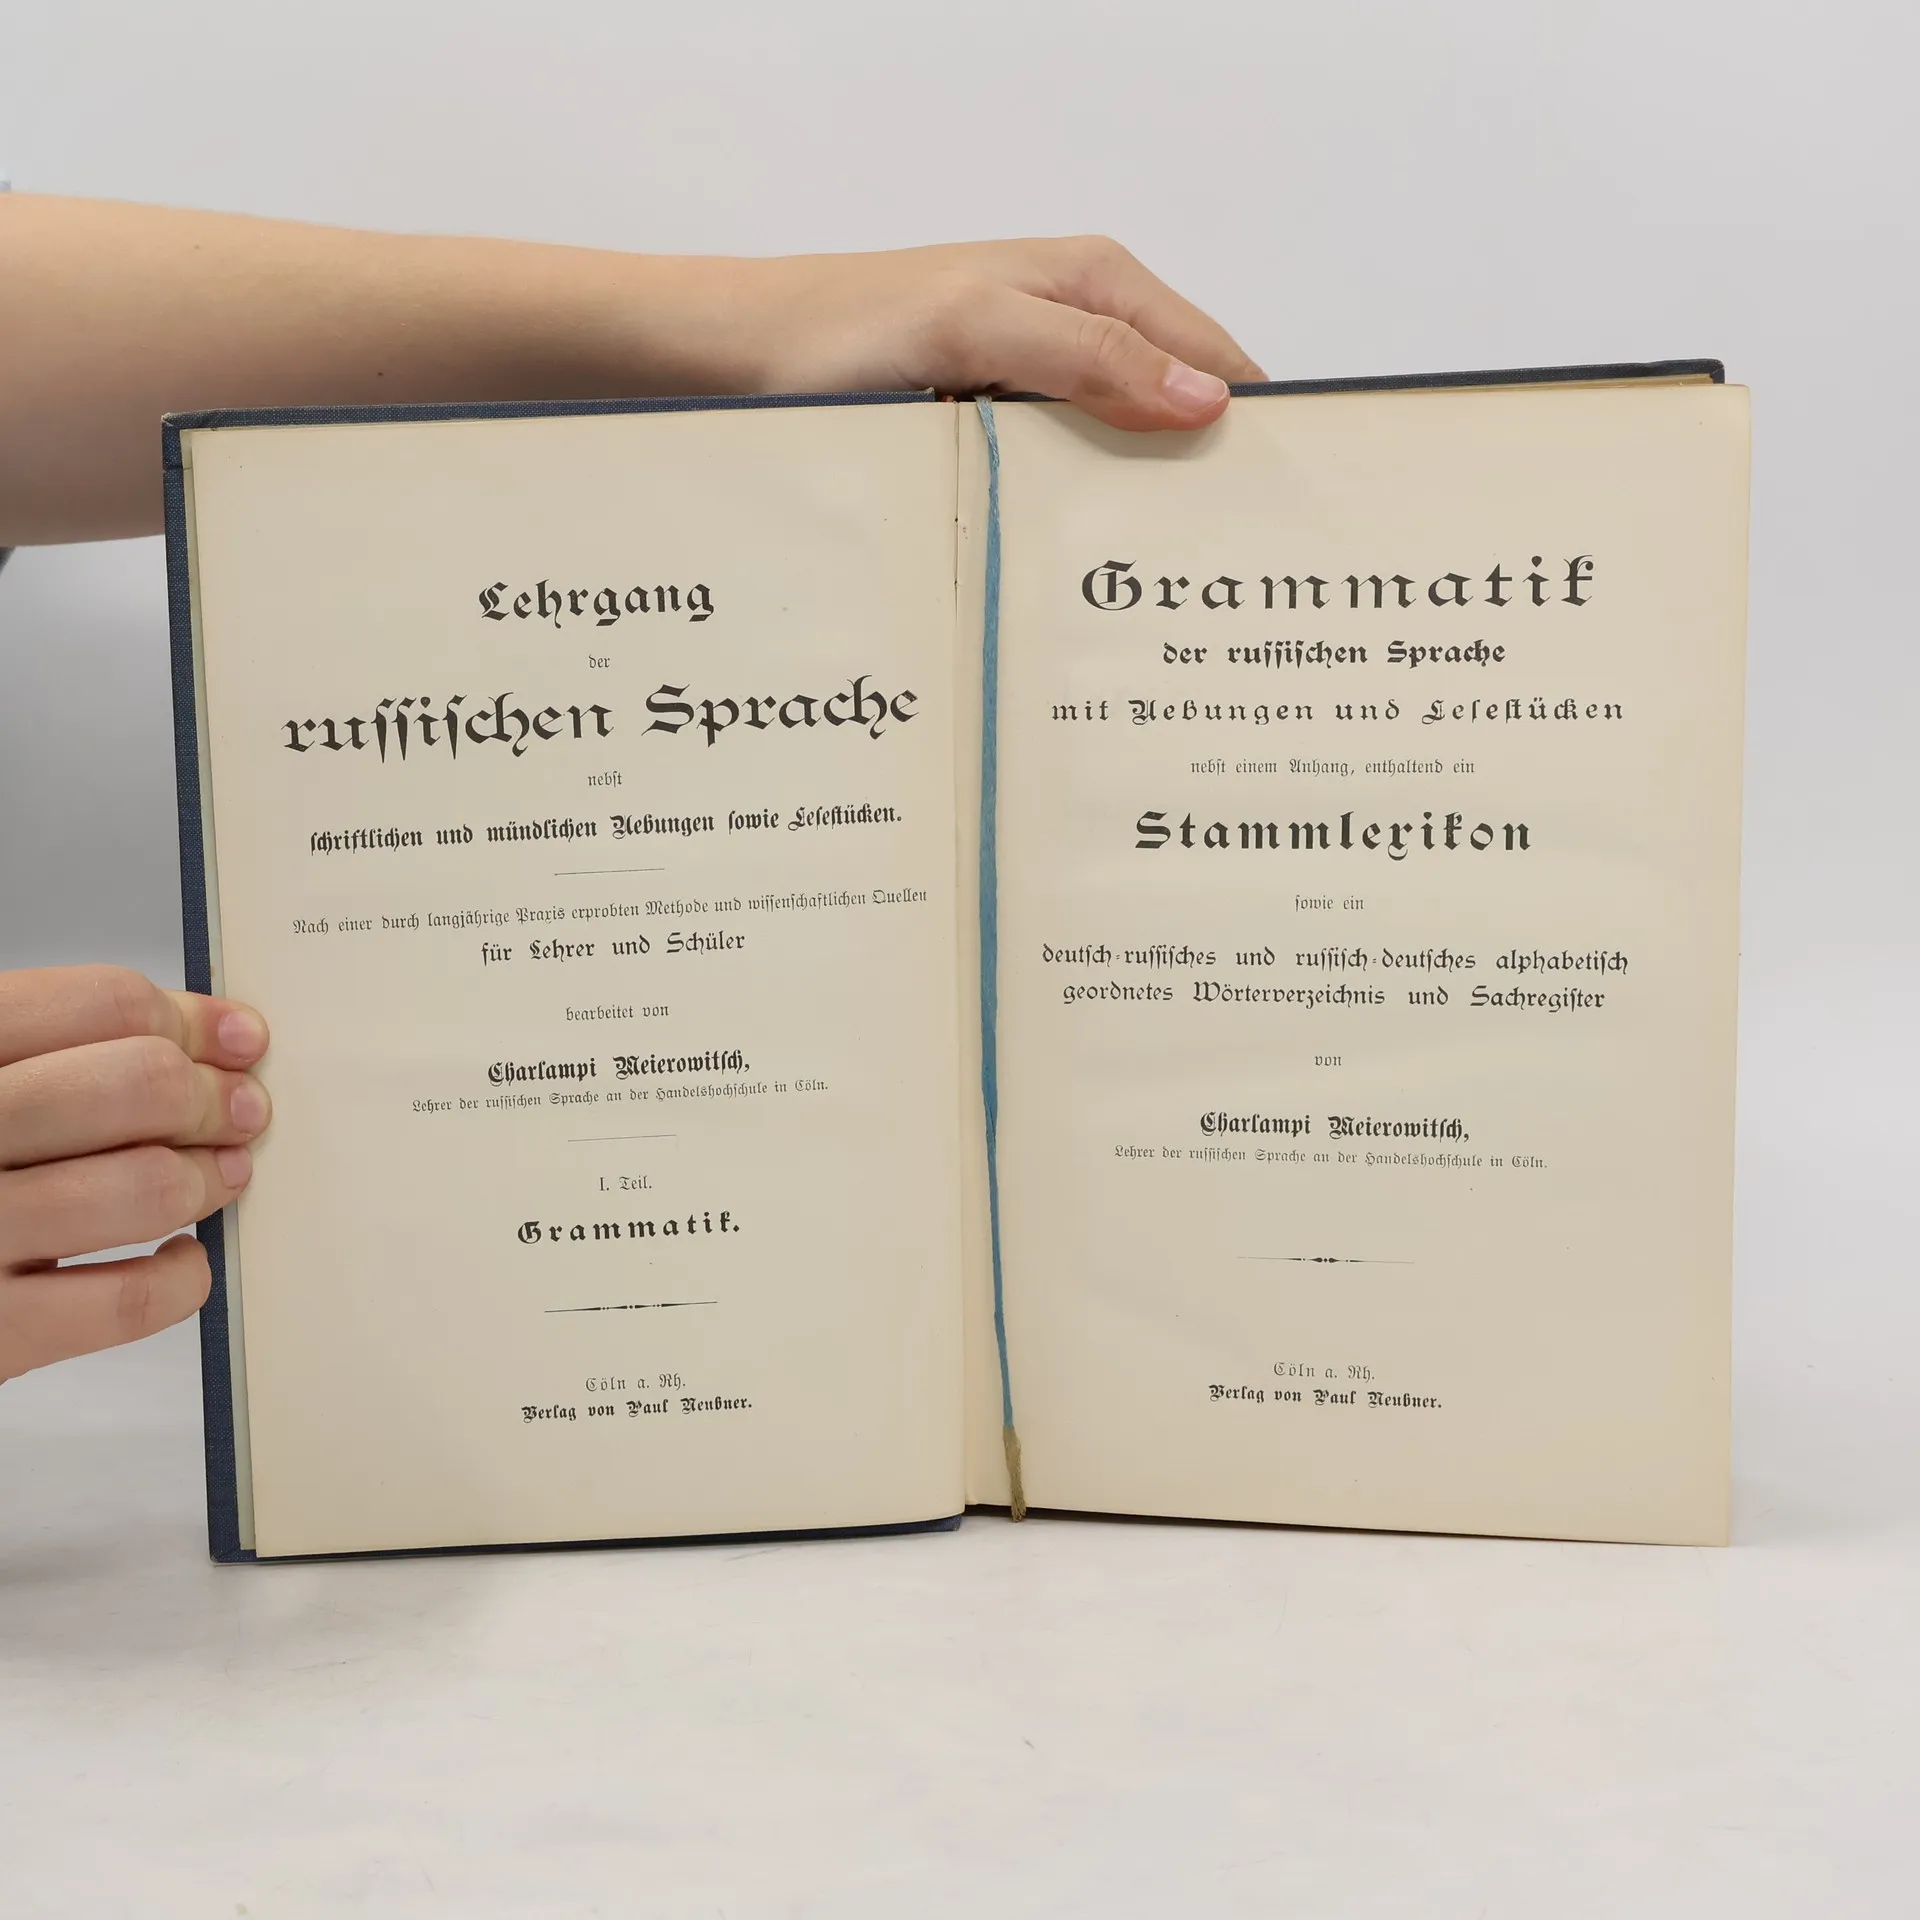 Lehrgang
der
russischen Sprache
nebst
schriftlichen und mündlichen Uebungen sowie Lesestücken.
Nach einer durch langjährige Praxis erprobten Methode und wissenschaftlichen Quellen
für Lehrer und Schüler
bearbeitet von
Charlampi Meierowitsch,
Lehrer der russischen Sprache an der Handelshochschule in Cöln.
I. Teil.
Grammatik.
Cöln a. Rh.
Verlag von Paul Neubner.
Grammatik
der russischen Sprache
mit Uebungen und Lesestücken
nebst einem Anhang, enthaltend ein
Stammlexikon
sowie ein
deutsch-russisches und russisch-deutsches alphabetisch
geordnetes Wörterverzeichnis und Sachregister
von
Charlampi Meierowitsch,
Lehrer der russischen Sprache an der Handelshochschule in Cöln.
Cöln a. Rh.
Verlag von Paul Neubner.